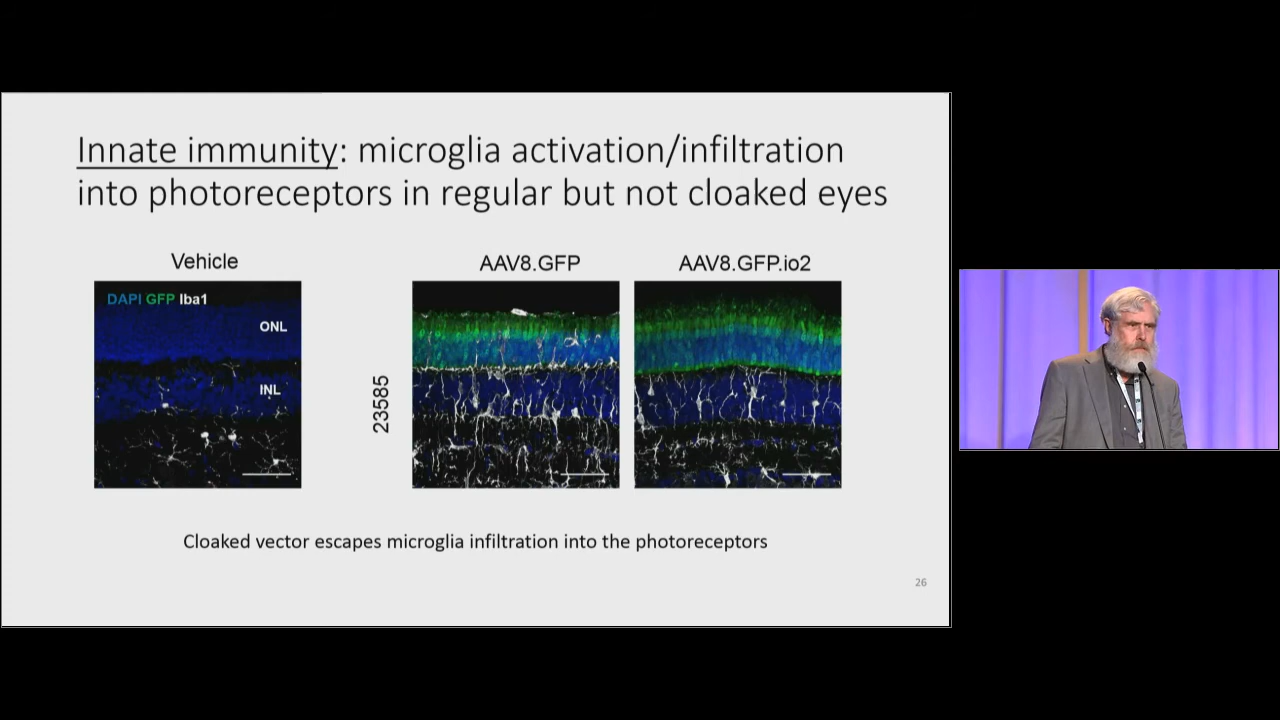 Innate immunity: microglia activation/infiltration
into photoreceptors in regular but not cloaked eyes
Vehicle
AAV8.GFP
AAV8.GFP.io2
DAPI GFP Iba1
ONL
INL
23585
Cloaked vector escapes microglia infiltration into the photoreceptors
26